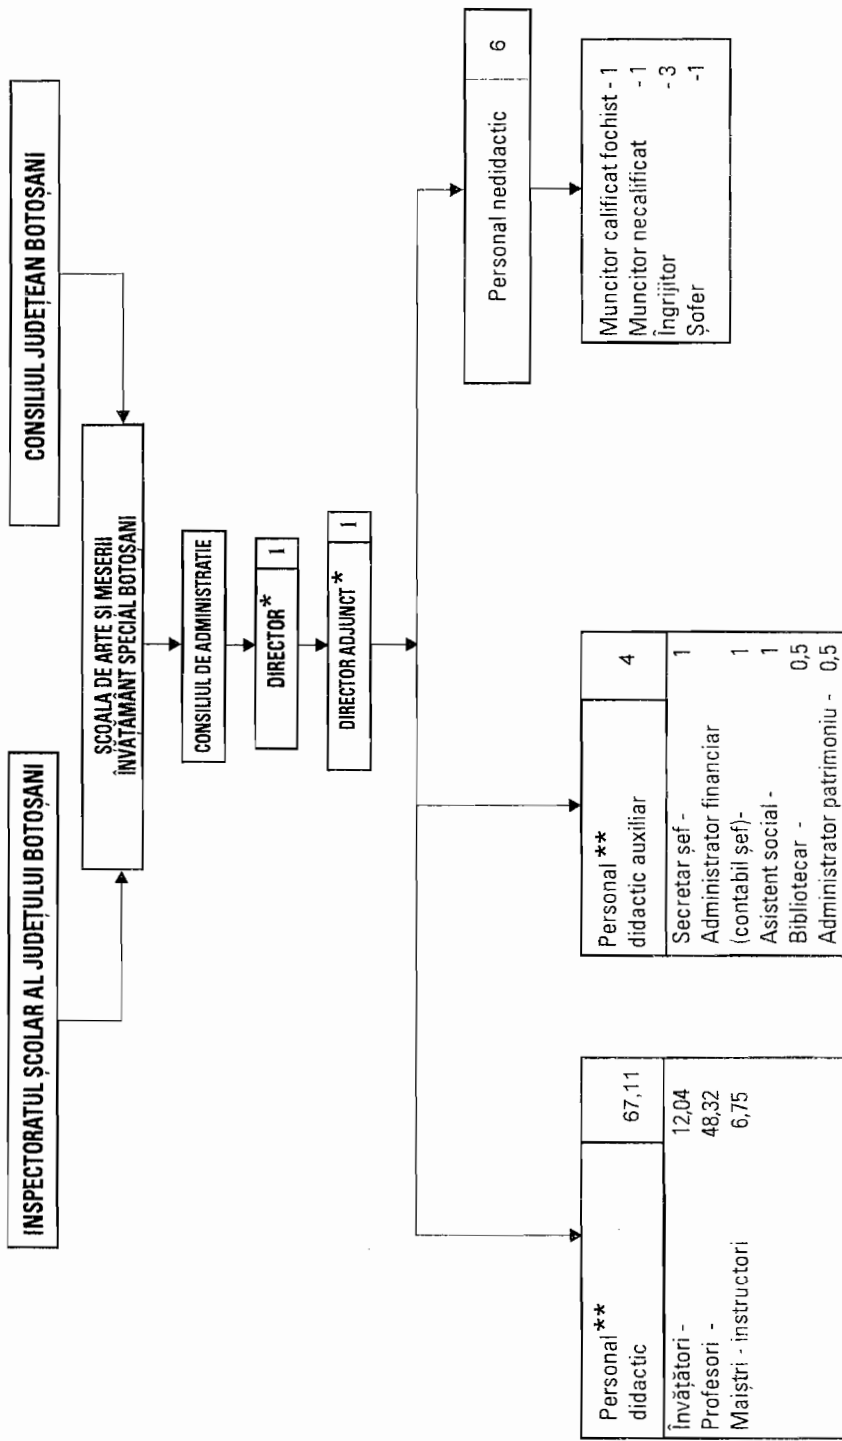 INSPECTORATUL ȘCOLAR AL JUDEȚULUI BOTOȘANI
CONSILIUL JUDEȚEAN BOTOȘANI
ȘCOALA DE ARTE ȘI MESERII
ÎNVĂȚĂMÂNT SPECIAL BOTOȘANI
CONSILIUL DE ADMINISTRATIE
DIRECTOR* 1
DIRECTOR ADJUNCT* 1
Personal** didactic 67,11
Învățători - 12,04
Profesori - 48,32
Maiștri - instructori 6,75
Personal**
didactic auxiliar 4
Secretar șef - 1
Administrator financiar
(contabil șef)- 1
Asistent social - 1
Bibliotecar - 0,5
Administrator patrimoniu - 0,5
Personal nedidactic 6
Muncitor calificat fochist - 1
Muncitor necalificat - 1
Îngrijitor - 3
Șofer -1